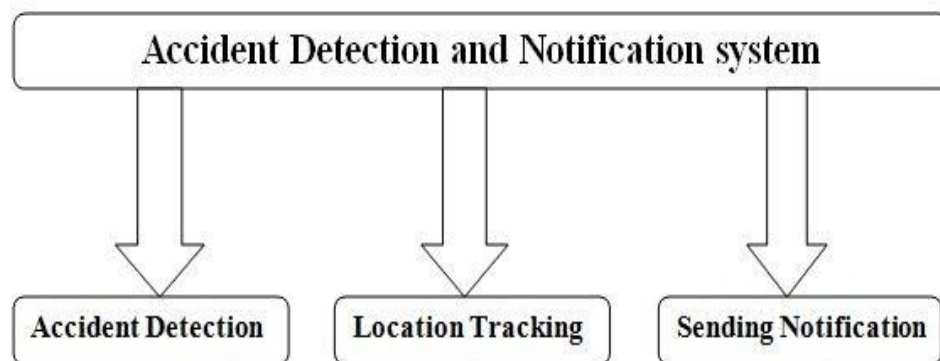 Accident Detection and Notification system
Accident Detection
Location Tracking
Sending Notification